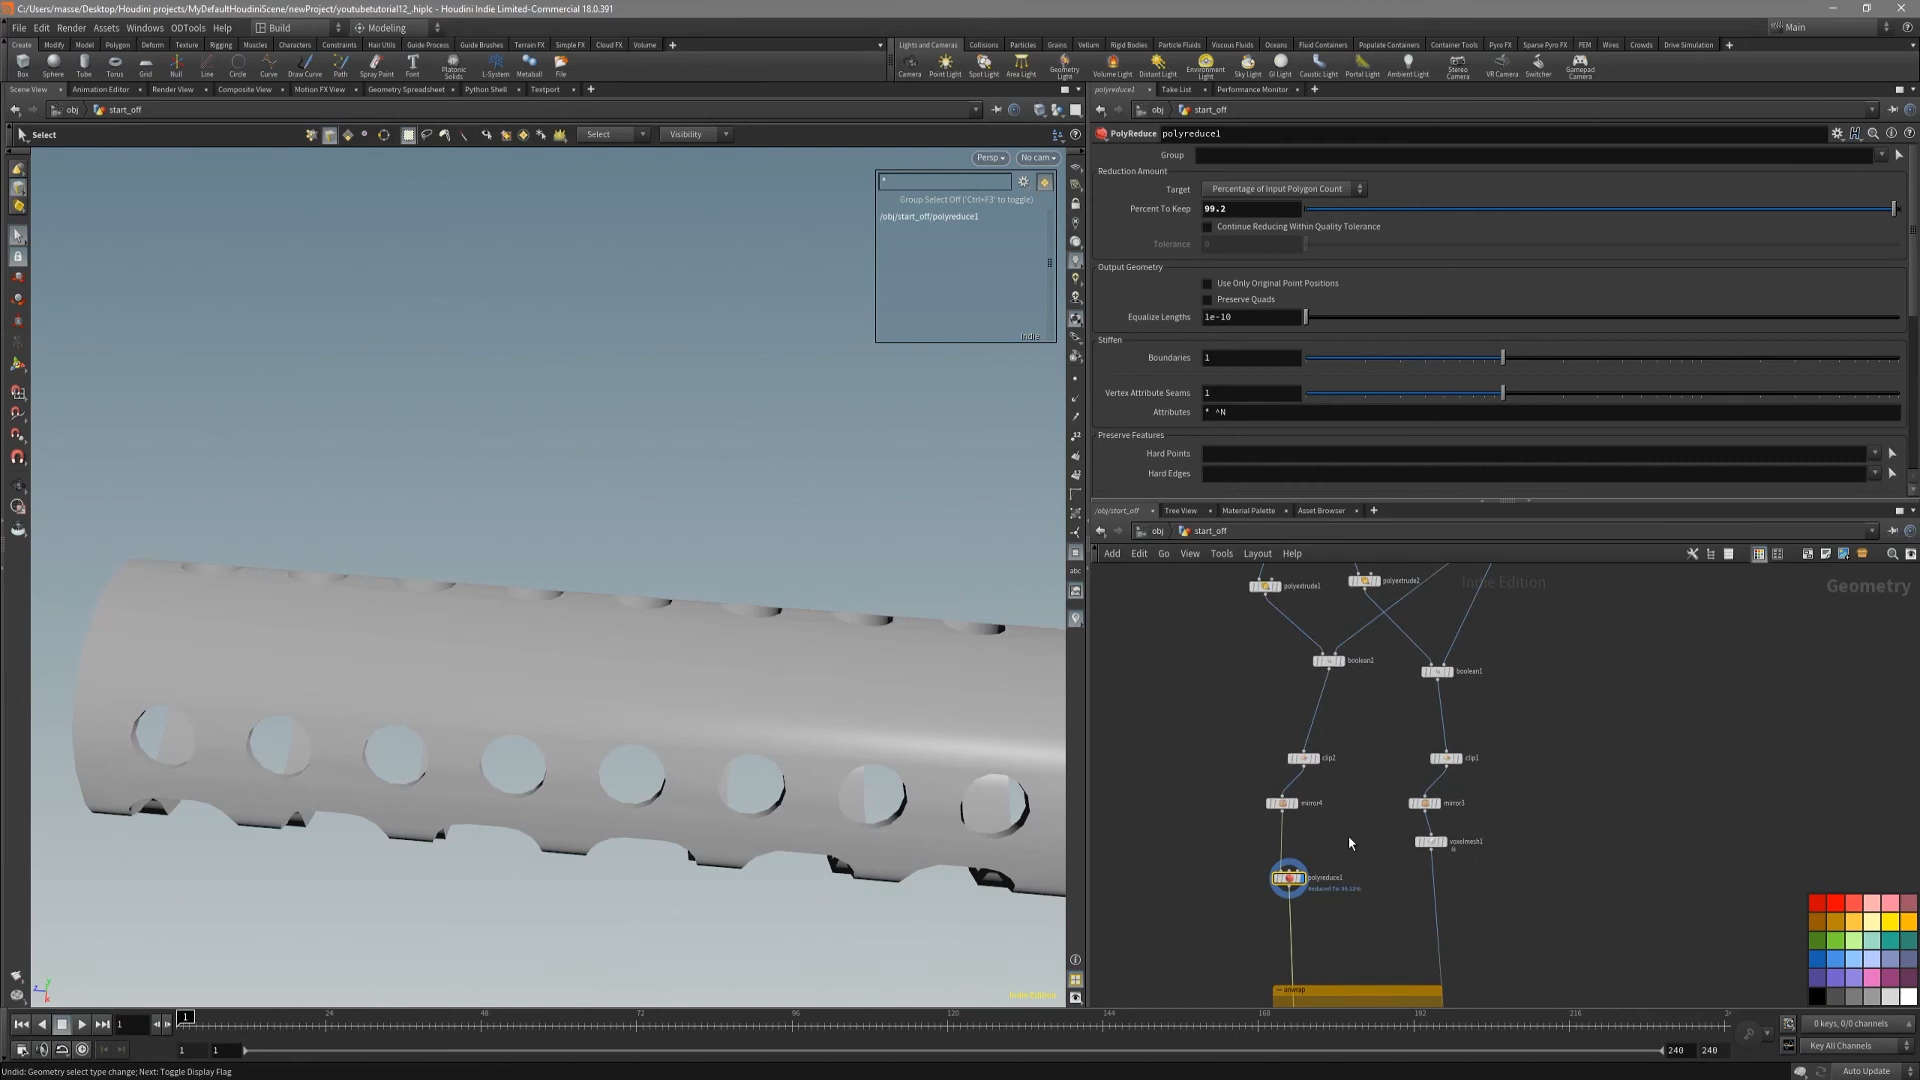 C:/Users/masse/Desktop/Houdini projects/MyDefaultHoudiniScene/newProject/youtubetutorial12_.hiplc - Houdini Indie Limited-Commercial 18.0.391
File Edit Render Assets Windows ODTools Help Build Modeling Main
Create Modify Model Polygon Deform Texture Rigging Muscles Characters Constraints Hair Utils Guide Process Guide Brushes Terrain FX Simple FX Cloud FX Volume
Lights and Cameras Collisions Particles Grains Vellum Rigid Bodies Particle Fluids Viscous Fluids Oceans Fluid Containers Populate Containers Container Tools Pyro FX Sparse Pyro FX FEM Wires Crowds Drive Simulation
Box Sphere Tube Torus Grid Null Line Circle Curve Draw Curve Path Spray Paint Font Platonic Solids L-System Metaball File
Camera Point Light Spot Light Area Light Geometry Light Volume Light Distant Light Environment Light Sky Light GI Light Caustic Light Portal Light Ambient Light Stereo Camera VR Camera Switcher Gamepad Camera
Scene View Animation Editor Render View Composite View Motion FX View Geometry Spreadsheet Python Shell Textport
polyreduce1 Take List Performance Monitor
obj start_off
obj start_off
Select Select Visibility
PolyReduce polyreduce1
Persp No cam
*
Group Select Off ('Ctrl+F3' to toggle)
/obj/start_off/polyreduce1
Indie
Group
Reduction Amount
Target Percentage of Input Polygon Count
Percent To Keep 99.2
Continue Reducing Within Quality Tolerance
Tolerance 0
Output Geometry
Use Only Original Point Positions
Preserve Quads
Equalize Lengths 1e-10
Stiffen
Boundaries 1
Vertex Attribute Seams 1
Attributes * ^N
Preserve Features
Hard Points
Hard Edges
/obj/start_off Tree View Material Palette Asset Browser
obj start_off
Add Edit Go View Tools Layout Help
Indie Edition
Geometry
polyextrude1
polyextrude2
boolean2
boolean1
clip2
clip1
mirror4
mirror3
voxelmesh1
polyreduce1
Reduced To: 99.12%
unwrap
abc
z y x
Indie Edition
1 1 24 48 72 96 120 144 168 192 216
0 keys, 0/0 channels
1 1 240 240
Key All Channels
Undid: Geometry select type change; Next: Toggle Display Flag
Auto Update